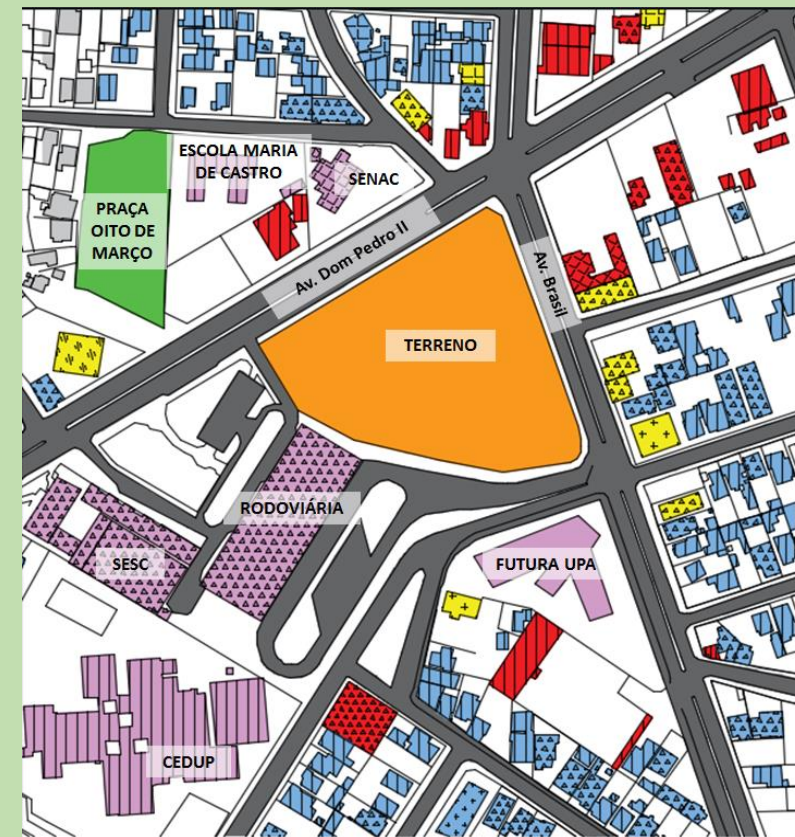 ESCOLA MARIA
DE CASTRO
SENAC
PRAÇA
OITO DE
MARÇO
Av. Dom Pedro II
Av. Brasil
TERRENO
RODOVIÁRIA
SESC
FUTURA UPA
CEDUP